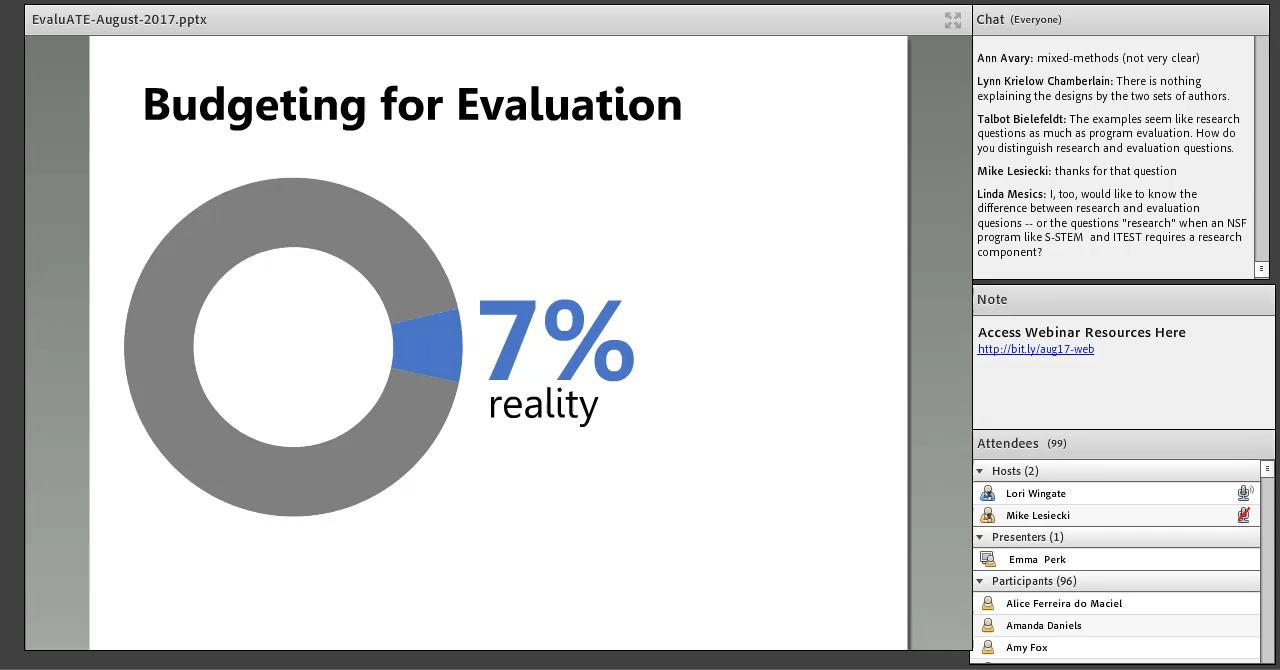 EvaluATE-August-2017.pptx
Budgeting for Evaluation
7%
reality
Chat (Everyone)
Ann Avary: mixed-methods (not very clear)
Lynn Krielow Chamberlain: There is nothing
explaining the designs by the two sets of authors.
Talbot Bielefeldt: The examples seem like research
questions as much as program evaluation. How do
you distinguish research and evaluation questions.
Mike Lesiecki: thanks for that question
Linda Mesics: I, too, would like to know the
difference between research and evaluation
quesions -- or the questions "research" when an NSF
program like S-STEM and ITEST requires a research
component?
Note
Access Webinar Resources Here
http://bit.ly/aug17-web
Attendees (99)
Hosts (2)
Lori Wingate
Mike Lesiecki
Presenters (1)
Emma Perk
Participants (96)
Alice Ferreira do Maciel
Amanda Daniels
Amy Fox